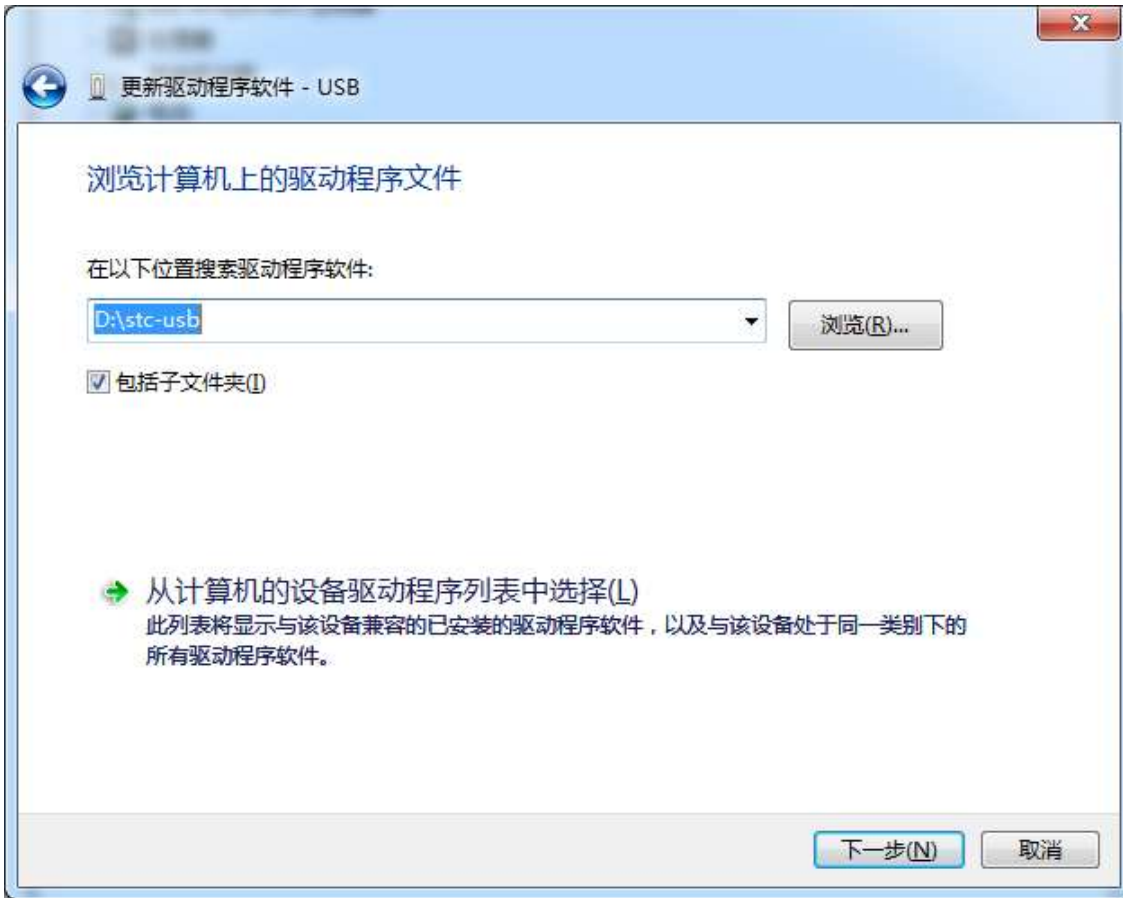 更新驱动程序软件 - USB
浏览计算机上的驱动程序文件
在以下位置搜索驱动程序软件:
D:\stc-usb
浏览(R)...
包括子文件夹(I)
从计算机的设备驱动程序列表中选择(L)
此列表将显示与该设备兼容的已安装的驱动程序软件，以及与该设备处于同一类别下的
所有驱动程序软件。
下一步(N)
取消